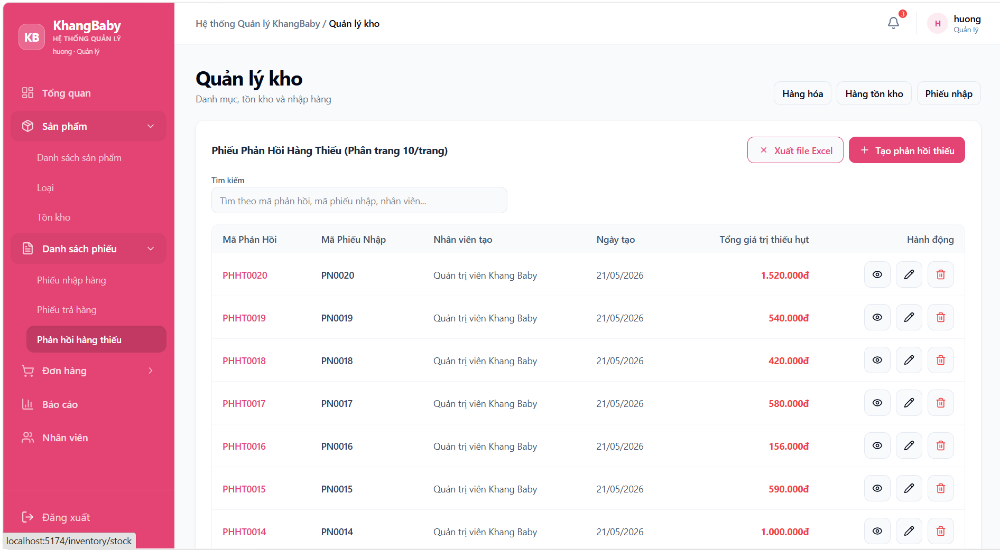 KB
KhangBaby
HỆ THỐNG QUẢN LÝ
huong · Quản lý
Tổng quan
Sản phẩm
Danh sách sản phẩm
Loại
Tồn kho
Danh sách phiếu
Phiếu nhập hàng
Phiếu trả hàng
Phản hồi hàng thiếu
Đơn hàng
Báo cáo
Nhân viên
Đăng xuất
localhost:5174/inventory/stock
Hệ thống Quản lý KhangBaby / Quản lý kho
3
H
huong
Quản lý
Quản lý kho
Danh mục, tồn kho và nhập hàng
Hàng hóa
Hàng tồn kho
Phiếu nhập
Phiếu Phản Hồi Hàng Thiếu (Phân trang 10/trang)
Xuất file Excel
Tạo phản hồi thiếu
Tìm kiếm
Tìm theo mã phản hồi, mã phiếu nhập, nhân viên...
Mã Phản Hồi Mã Phiếu Nhập Nhân viên tạo Ngày tạo Tổng giá trị thiếu hụt Hành động
PHHT0020 PN0020 Quản trị viên Khang Baby 21/05/2026 1.520.000đ
PHHT0019 PN0019 Quản trị viên Khang Baby 21/05/2026 540.000đ
PHHT0018 PN0018 Quản trị viên Khang Baby 21/05/2026 420.000đ
PHHT0017 PN0017 Quản trị viên Khang Baby 21/05/2026 580.000đ
PHHT0016 PN0016 Quản trị viên Khang Baby 21/05/2026 156.000đ
PHHT0015 PN0015 Quản trị viên Khang Baby 21/05/2026 590.000đ
PHHT0014 PN0014 Quản trị viên Khang Baby 21/05/2026 1.000.000đ